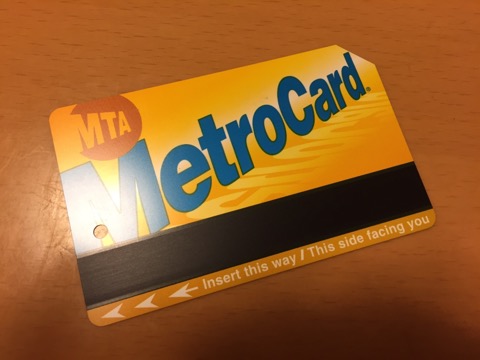 MTA
MetroCard®
Insert this way / This side facing you